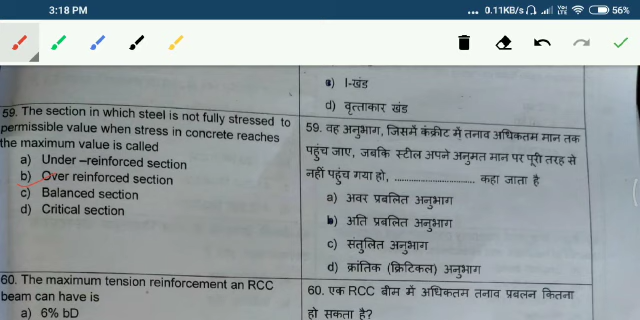 3:18 PM
... 0.11KB/s
VoLTE
56%
c) I-खंड
d) वृत्ताकार खंड
59. The section in which steel is not fully stressed to
permissible value when stress in concrete reaches
the maximum value is called
a) Under –reinforced section
b) Over reinforced section
c) Balanced section
d) Critical section
59. वह अनुभाग, जिसमें कंक्रीट में तनाव अधिकतम मान तक
पहुंच जाए, जबकि स्टील अपने अनुमत मान पर पूरी तरह से
नहीं पहुंच गया हो, .............................. कहा जाता है
a) अवर प्रबलित अनुभाग
b) अति प्रबलित अनुभाग
c) संतुलित अनुभाग
d) क्रांतिक (क्रिटिकल) अनुभाग
60. The maximum tension reinforcement an RCC
beam can have is
a) 6% bD
60. एक RCC बीम में अधिकतम तनाव प्रबलन कितना
हो सकता है?